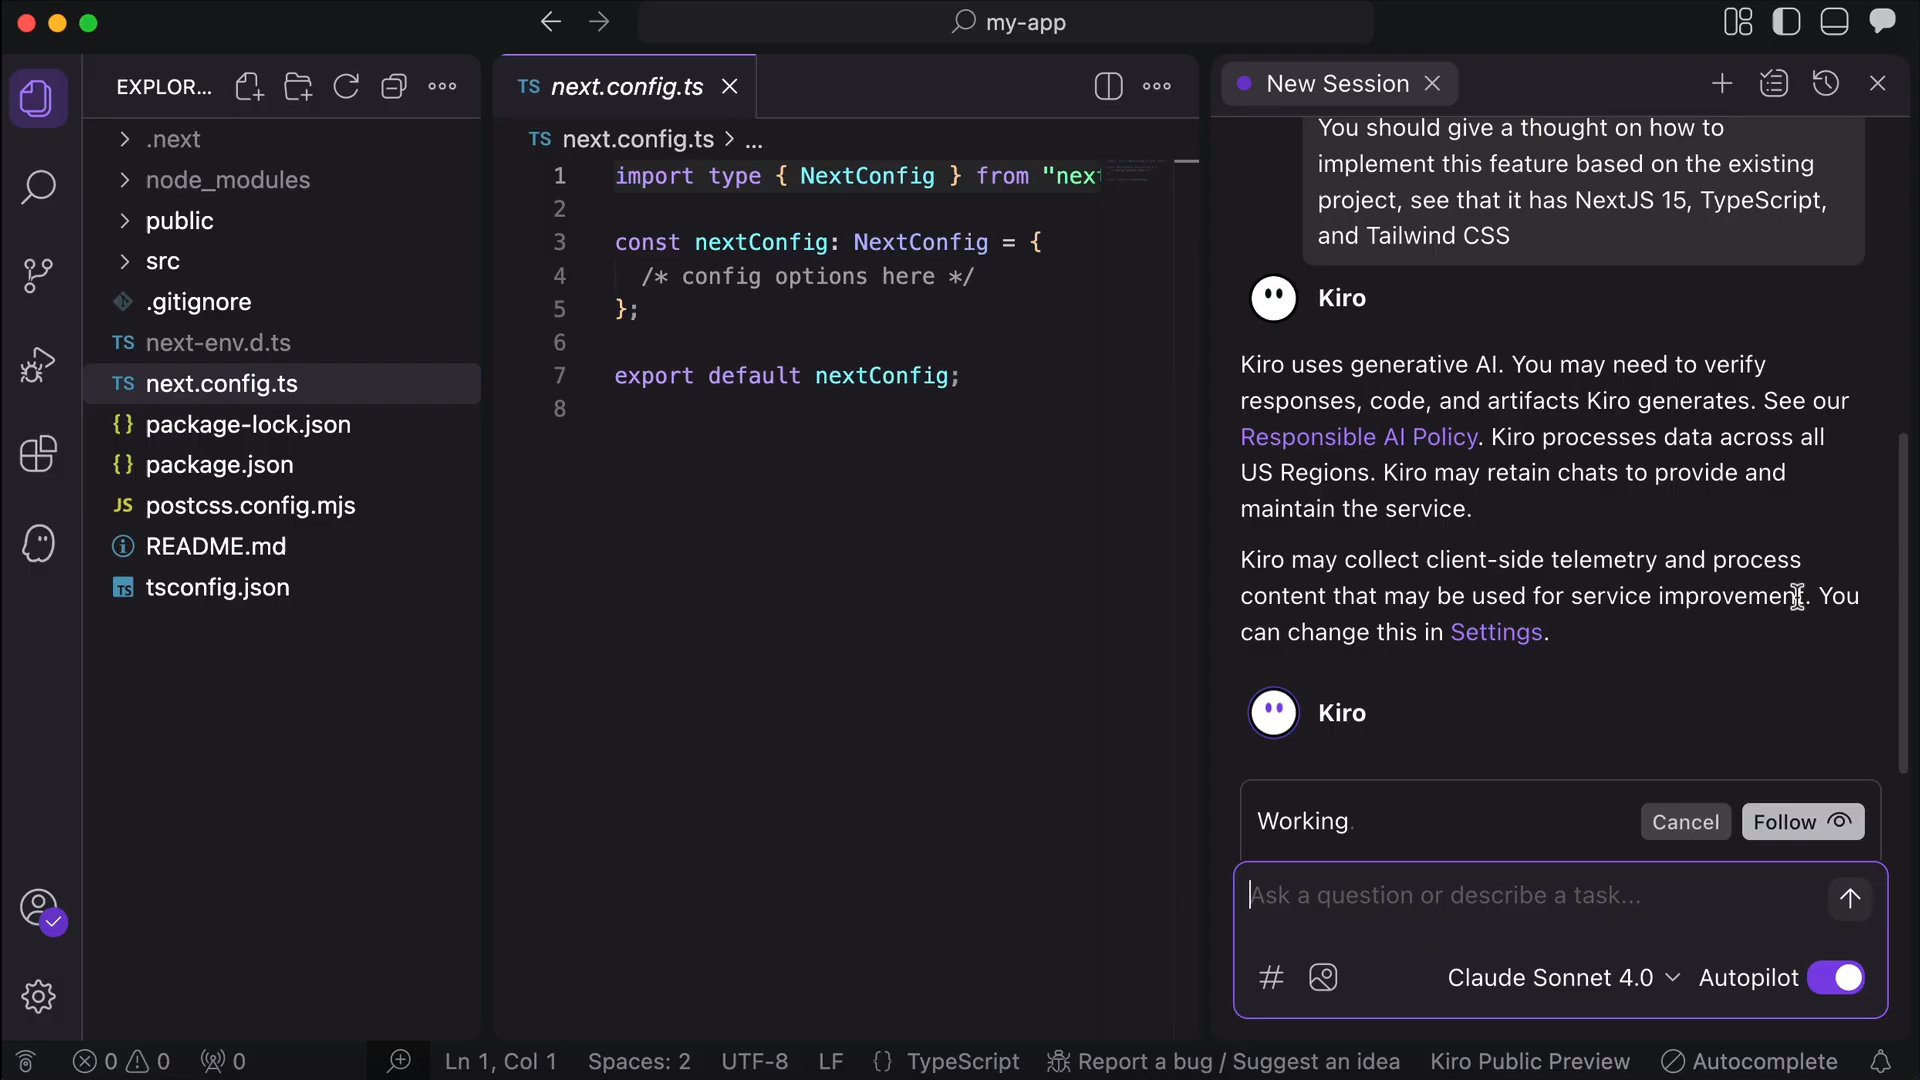 my-app
EXPLOR...
.next
node_modules
public
src
.gitignore
TS next-env.d.ts
TS next.config.ts
{} package-lock.json
{} package.json
JS postcss.config.mjs
README.md
TS tsconfig.json
TS next.config.ts
TS next.config.ts > ...
1 import type { NextConfig } from "nex
2
3 const nextConfig: NextConfig = {
4 /* config options here */
5 };
6
7 export default nextConfig;
8
New Session
You should give a thought on how to
implement this feature based on the existing
project, see that it has NextJS 15, TypeScript,
and Tailwind CSS
Kiro
Kiro uses generative AI. You may need to verify
responses, code, and artifacts Kiro generates. See our
Responsible AI Policy. Kiro processes data across all
US Regions. Kiro may retain chats to provide and
maintain the service.
Kiro may collect client-side telemetry and process
content that may be used for service improvement. You
can change this in Settings.
Kiro
Working.
Cancel
Follow
Ask a question or describe a task...
#
Claude Sonnet 4.0
Autopilot
0 0 0 Ln 1, Col 1 Spaces: 2 UTF-8 LF {} TypeScript Report a bug / Suggest an idea Kiro Public Preview Autocomplete